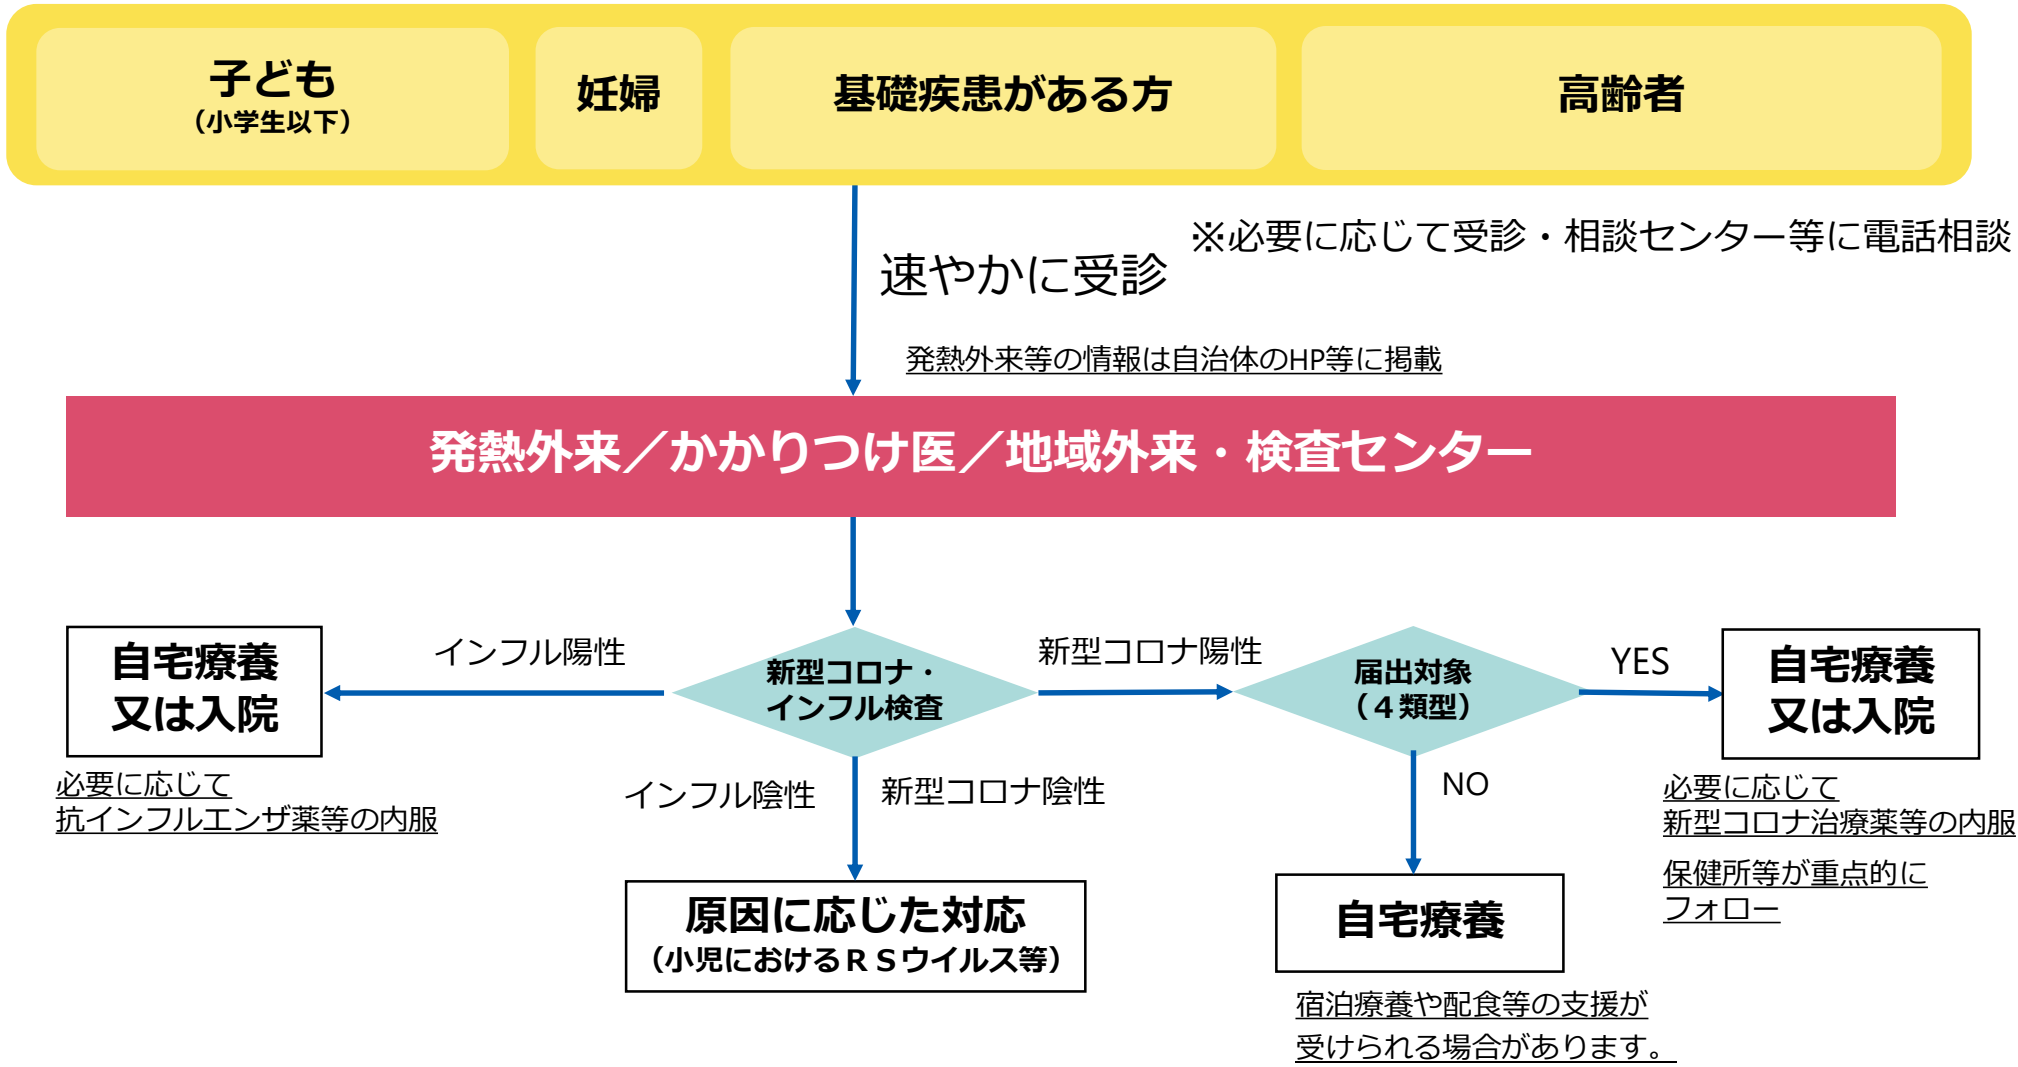 子ども
（小学生以下）
妊婦
基礎疾患がある方
高齢者
※必要に応じて受診・相談センター等に電話相談
速やかに受診
発熱外来等の情報は自治体のHP等に掲載
発熱外来／かかりつけ医／地域外来・検査センター
自宅療養
又は入院
インフル陽性
新型コロナ・
インフル検査
新型コロナ陽性
届出対象
（４類型）
YES
自宅療養
又は入院
必要に応じて
抗インフルエンザ薬等の内服
インフル陰性
新型コロナ陰性
NO
必要に応じて
新型コロナ治療薬等の内服
保健所等が重点的に
フォロー
原因に応じた対応
（小児におけるＲＳウイルス等）
自宅療養
宿泊療養や配食等の支援が
受けられる場合があります。